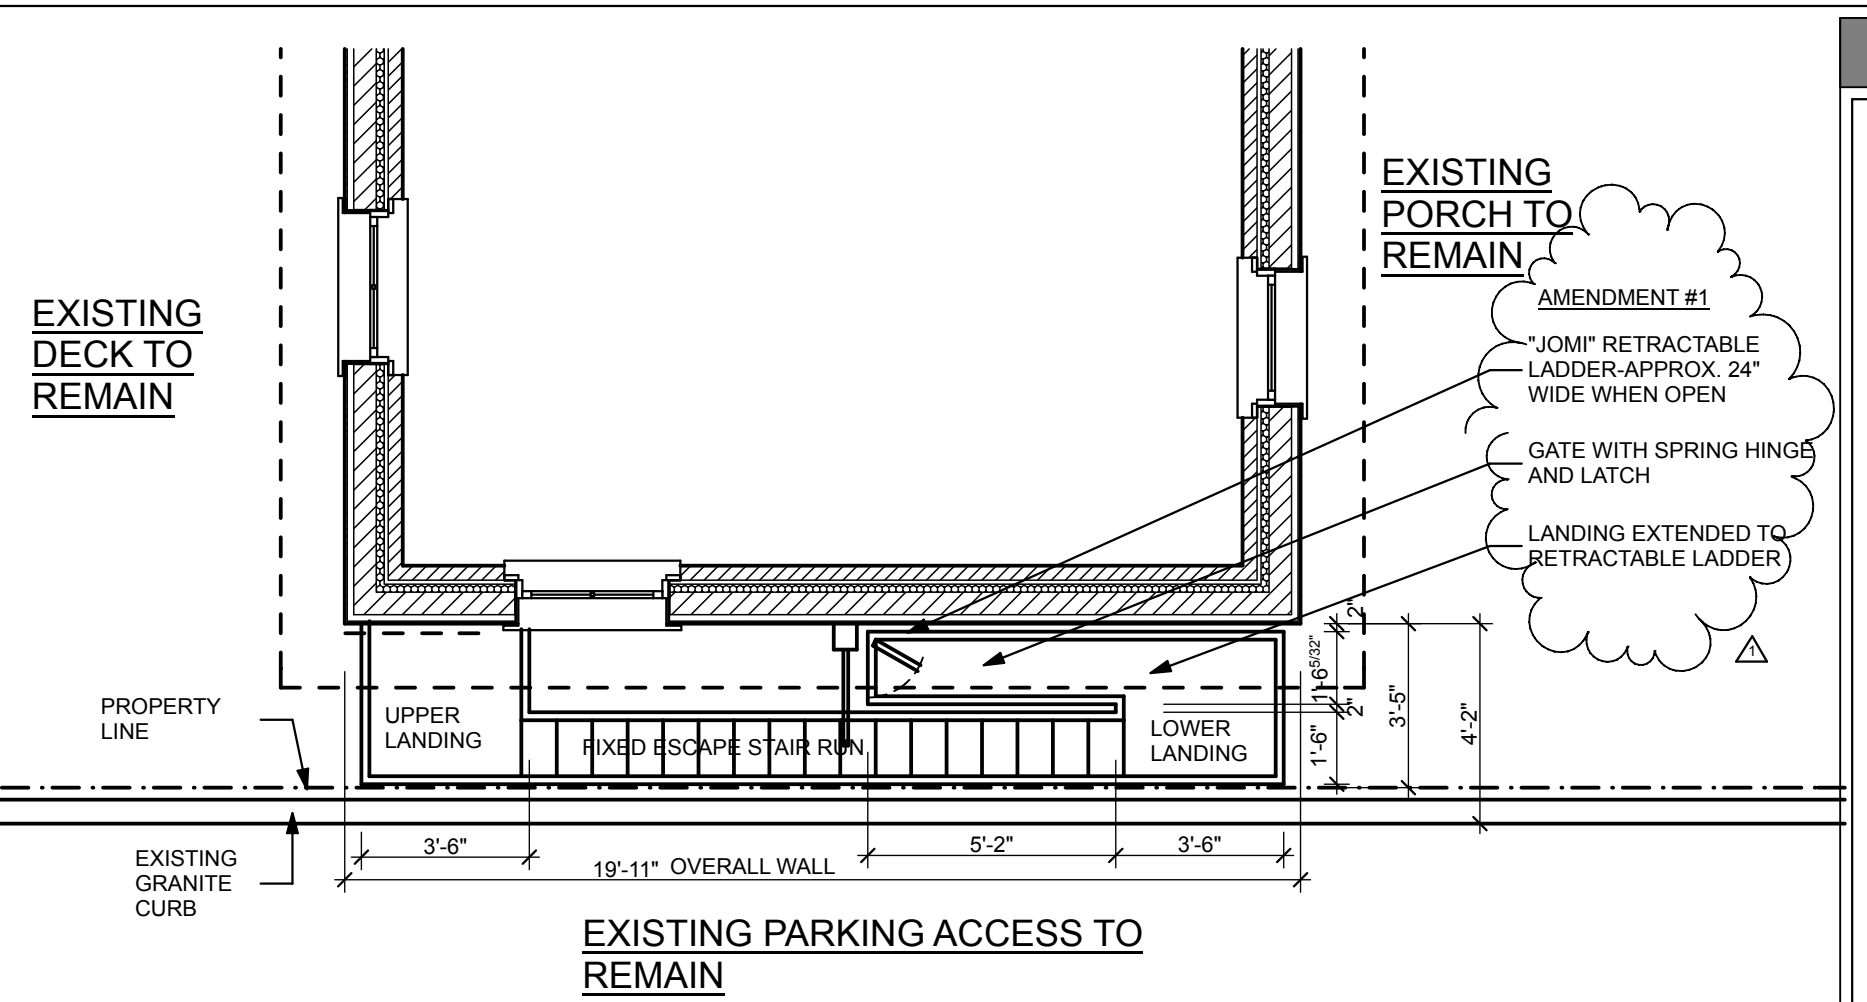 EXISTING
DECK TO
REMAIN
EXISTING
PORCH TO
REMAIN
AMENDMENT #1
"JOMI" RETRACTABLE
LADDER-APPROX. 24"
WIDE WHEN OPEN
GATE WITH SPRING HINGE
AND LATCH
LANDING EXTENDED TO
RETRACTABLE LADDER
1
PROPERTY
LINE
UPPER
LANDING
FIXED ESCAPE STAIR RUN
LOWER
LANDING
2"
1'-6 5/32"
2"
1'-6"
3'-5"
4'-2"
EXISTING
GRANITE
CURB
3'-6"
5'-2"
3'-6"
19'-11" OVERALL WALL
EXISTING PARKING ACCESS TO
REMAIN